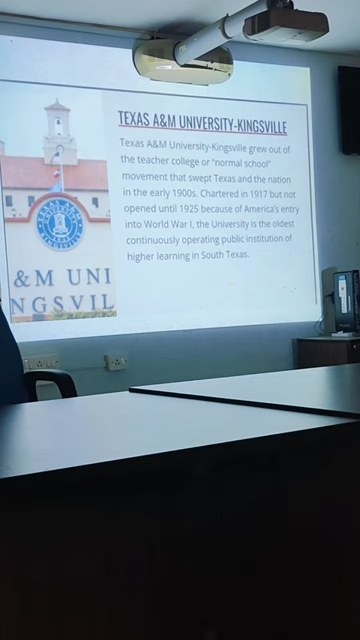 TEXAS A&M UNIVERSITY-KINGSVILLE
Texas A&M University-Kingsville grew out of
the teacher college or "normal school"
movement that swept Texas and the nation
in the early 1900s. Chartered in 1917 but not
opened until 1925 because of America's entry
into World War I, the University is the oldest
continuously operating public institution of
higher learning in South Texas.
&M UNI
NGSVIL